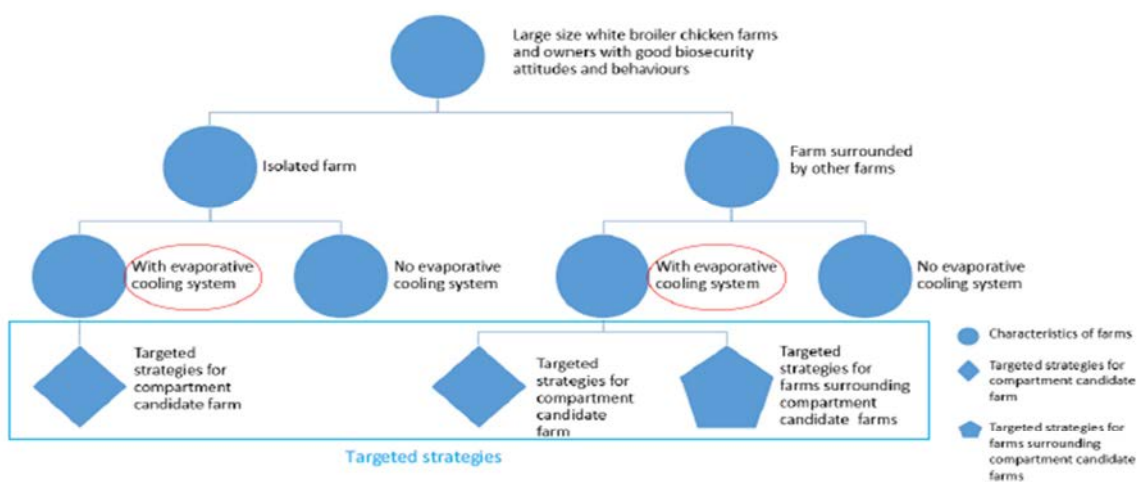 Large size white broiler chicken farms
and owners with good biosecurity
attitudes and behaviours
Isolated farm
Farm surrounded
by other farms
With evaporative
cooling system
No evaporative
cooling system
With evaporative
cooling system
No evaporative
cooling system
Targeted
strategies for
compartment
candidate farm
Targeted
strategies for
compartment
candidate
farm
Targeted
strategies for
farms surrounding
compartment
candidate farms
Characteristics of farms
Targeted strategies for
compartment candidate
farm
Targeted strategies for
farms surrounding
compartment candidate
farms
Targeted strategies